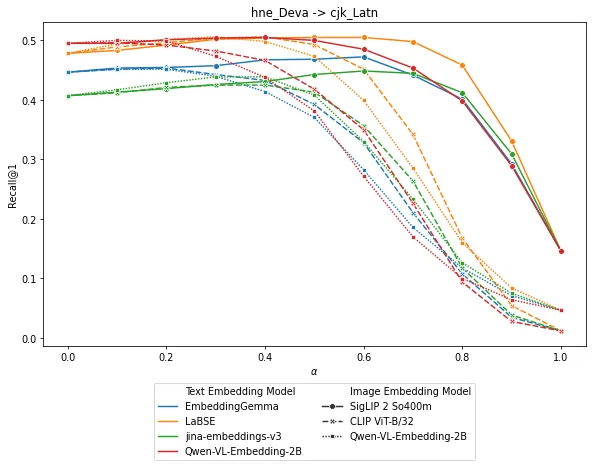 hne_Deva -> cjk_Latn
Recall@1
0.5
0.4
0.3
0.2
0.1
0.0
0.0 0.2 0.4 0.6 0.8 1.0
α
Text Embedding Model
EmbeddingGemma
LaBSE
jina-embeddings-v3
Qwen-VL-Embedding-2B
Image Embedding Model
SigLIP 2 So400m
CLIP ViT-B/32
Qwen-VL-Embedding-2B